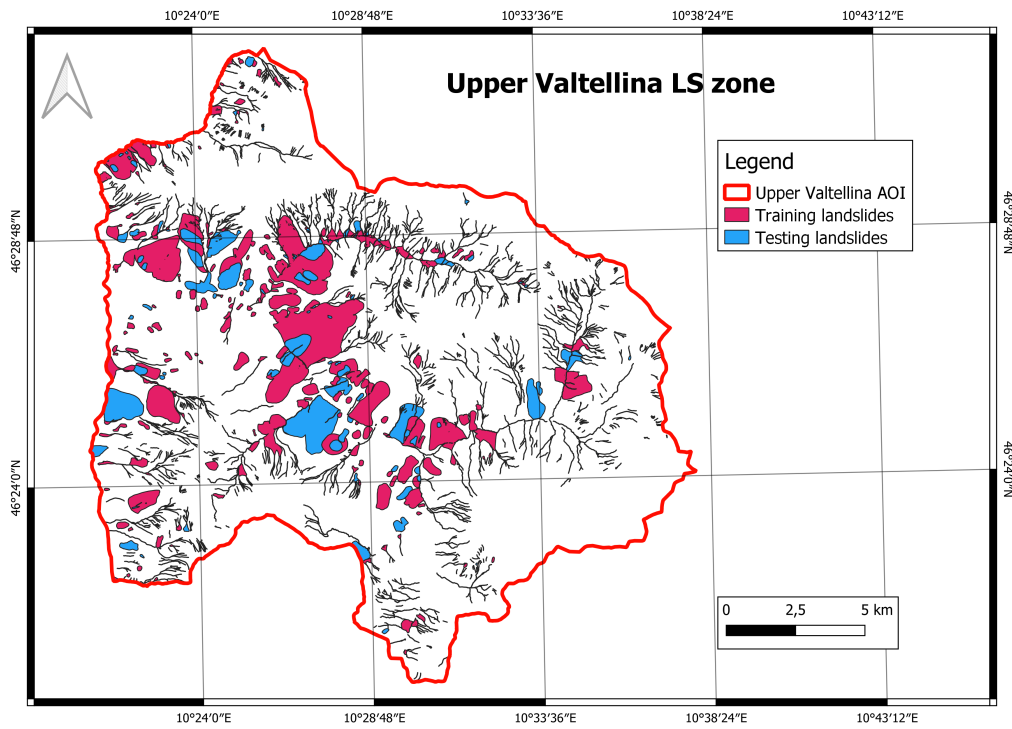 10°24′0″E 10°28′48″E 10°33′36″E 10°38′24″E 10°43′12″E
Upper Valtellina LS zone
Legend
Upper Valtellina AOI
Training landslides
Testing landslides
46°28′48″N 46°28′48″N
46°24′0″N 46°24′0″N
0 2,5 5 km
10°24′0″E 10°28′48″E 10°33′36″E 10°38′24″E 10°43′12″E